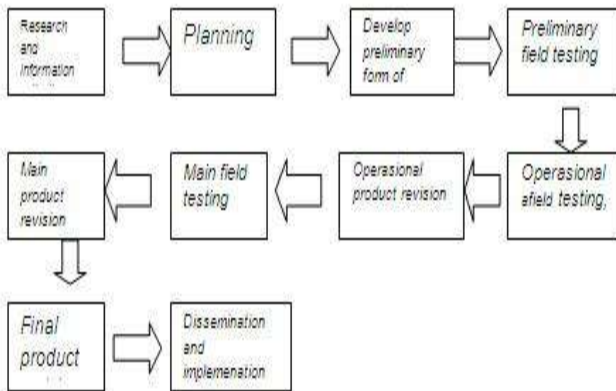 Research
and
information
Planning
Develop
preliminary
form of
Preliminary
field testing
Operasional
afield testing,
Operasional
product revision
Main field
testing
Main
product
revision
Final
product
Dissemination
and
implemenation